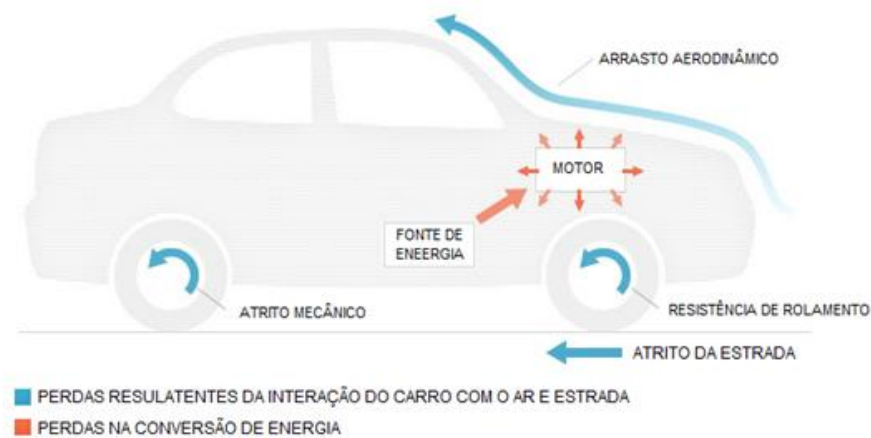 ARRASTO AERODINÂMICO
MOTOR
FONTE DE
ENEERGIA
ATRITO MECÂNICO
RESISTÊNCIA DE ROLAMENTO
ATRITO DA ESTRADA
PERDAS RESULATENTES DA INTERAÇÃO DO CARRO COM O AR E ESTRADA
PERDAS NA CONVERSÃO DE ENERGIA